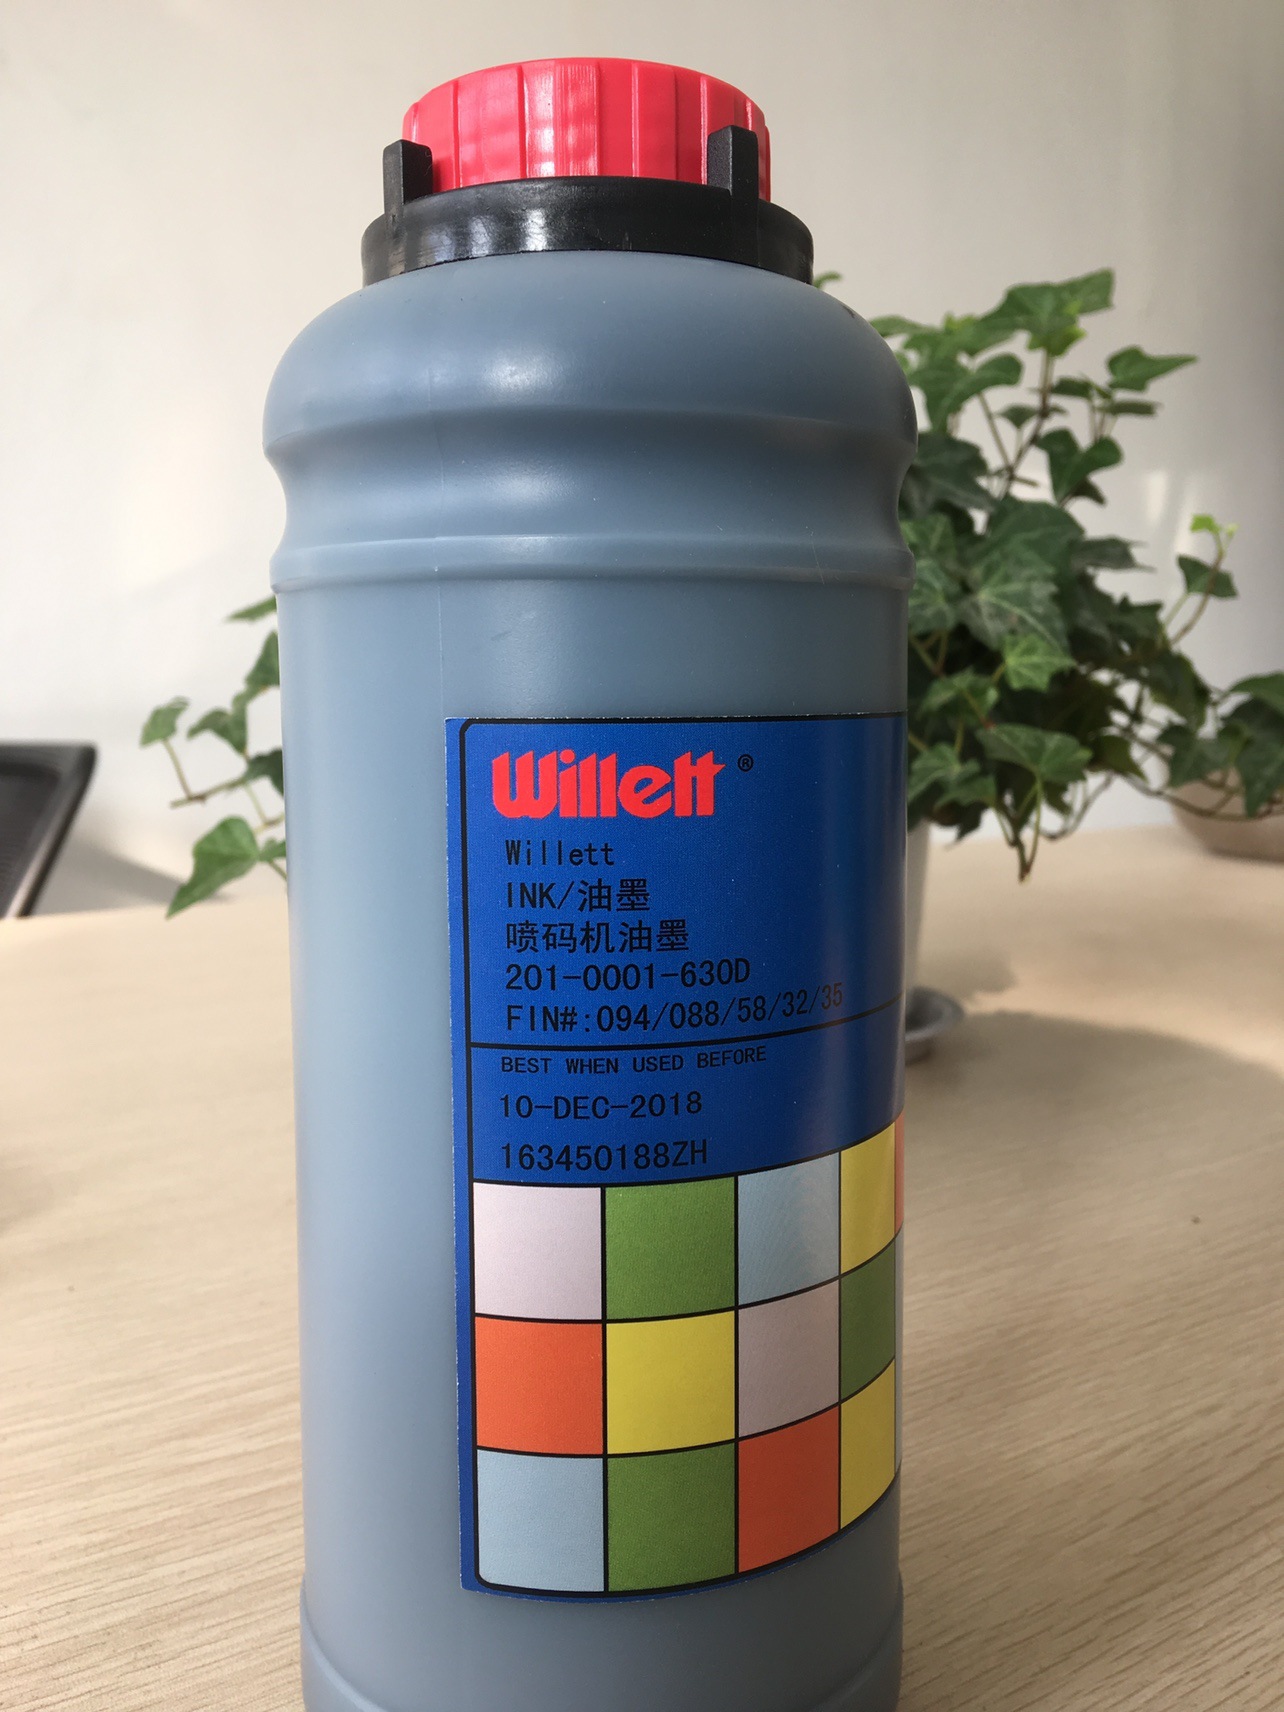 Willett ®
Willett
INK/油墨
喷码机油墨
201-0001-630D
FIN#:094/088/58/32/35
BEST WHEN USED BEFORE
10-DEC-2018
163450188ZH